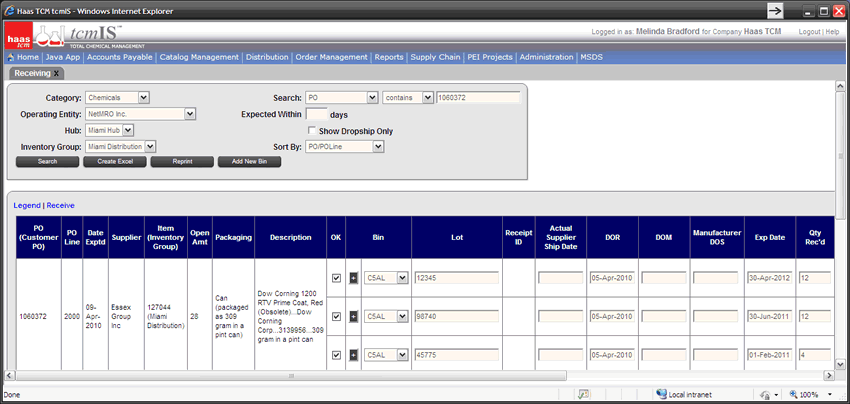 Haas TCM tcmIS - Windows Internet Explorer
haas
tcm
tcmIS™
TOTAL CHEMICAL MANAGEMENT
Logged in as: Melinda Bradford for Company Haas TCM
Logout | Help
Home | Java App | Accounts Payable | Catalog Management | Distribution | Order Management | Reports | Supply Chain | PEI Projects | Administration | MSDS
Receiving X
Category: Chemicals Search: PO contains 1060372
Operating Entity: NetMRO Inc. Expected Within days
Hub: Miami Hub Show Dropship Only
Inventory Group: Miami Distribution Sort By: PO/POLine
Search Create Excel Reprint Add New Bin
Legend | Receive
PO
(Customer
PO)
PO
Line
Date
Exptd
Supplier
Item
(Inventory
Group)
Open
Amt
Packaging
Description
OK
Bin
Lot
Receipt
ID
Actual
Supplier
Ship Date
DOR
DOM
Manufacturer
DOS
Exp Date
Qty
Rec'd
1060372
2000
09-
Apr-
2010
Essex
Group
Inc
127044
(Miami
Distribution)
28
Can
(packaged
as 309
gram in a
pint can)
Dow Corning 1200
RTV Prime Coat, Red
(Obsolete)...Dow
Corning
Corp...3139956...309
gram in a pint can
+ C5AL 12345 05-Apr-2010 30-Apr-2012 12
+ C5AL 98740 05-Apr-2010 30-Jun-2011 12
+ C5AL 45775 05-Apr-2010 01-Feb-2011 4
Done
Local intranet
100%